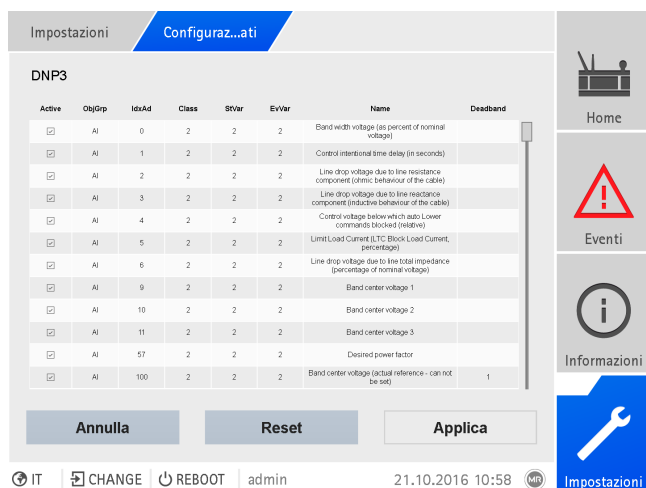 Impostazioni Configuraz...ati
DNP3
Active ObjGrp IdxAd Class StVar EvVar Name Deadband
AI 0 2 2 2 Band width voltage (as percent of nominal
voltage)
AI 1 2 2 2 Control intentional time delay (in seconds)
AI 2 2 2 2 Line drop voltage due to line resistance
component (ohmic behaviour of the cable)
AI 3 2 2 2 Line drop voltage due to line reactance
component (inductive behaviour of the cable)
AI 4 2 2 2 Control voltage below which auto Lower
commands blocked (relative)
AI 5 2 2 2 Limit Load Current (LTC Block Load Current,
percentage)
AI 6 2 2 2 Line drop voltage due to line total impedance
(percentage of nominal voltage)
AI 9 2 2 2 Band center voltage 1
AI 10 2 2 2 Band center voltage 2
AI 11 2 2 2 Band center voltage 3
AI 57 2 2 2 Desired power factor
AI 100 2 2 2 Band center voltage (actual reference - can not
be set) 1
Annulla Reset Applica
IT CHANGE REBOOT admin 21.10.2016 10:58 MR
Home
Eventi
Informazioni
Impostazioni